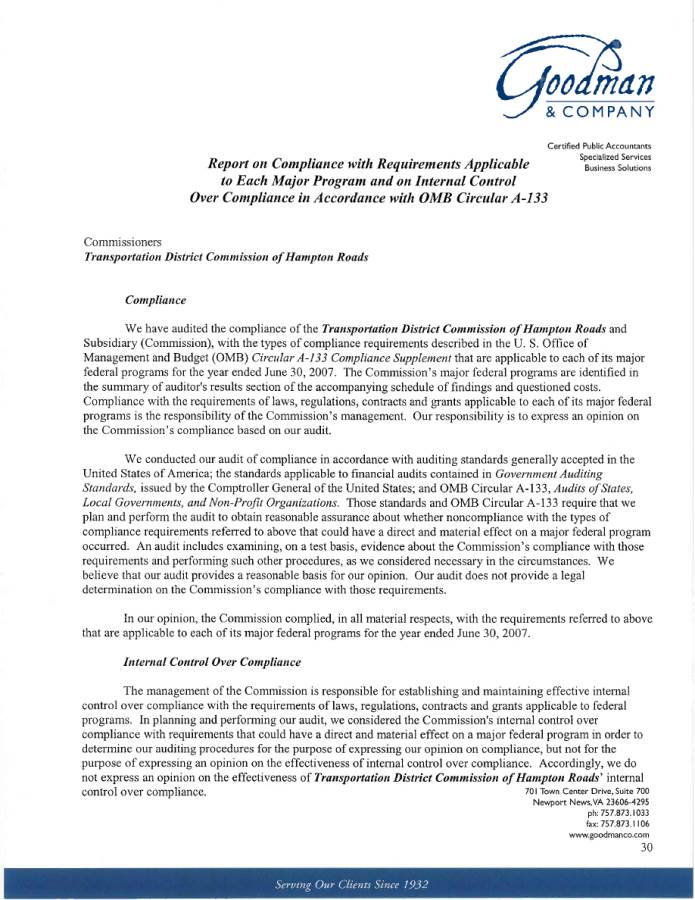 Goodman
& COMPANY
Certified Public Accountants
Specialized Services
Business Solutions
Report on Compliance with Requirements Applicable
to Each Major Program and on Internal Control
Over Compliance in Accordance with OMB Circular A-133
Commissioners
Transportation District Commission of Hampton Roads
Compliance
We have audited the compliance of the Transportation District Commission of Hampton Roads and
Subsidiary (Commission), with the types of compliance requirements described in the U. S. Office of
Management and Budget (OMB) Circular A-133 Compliance Supplement that are applicable to each of its major
federal programs for the year ended June 30, 2007. The Commission's major federal programs are identified in
the summary of auditor's results section of the accompanying schedule of findings and questioned costs.
Compliance with the requirements of laws, regulations, contracts and grants applicable to each of its major federal
programs is the responsibility of the Commission's management. Our responsibility is to express an opinion on
the Commission's compliance based on our audit.
We conducted our audit of compliance in accordance with auditing standards generally accepted in the
United States of America; the standards applicable to financial audits contained in Government Auditing
Standards, issued by the Comptroller General of the United States; and OMB Circular A-133, Audits of States,
Local Governments, and Non-Profit Organizations. Those standards and OMB Circular A-133 require that we
plan and perform the audit to obtain reasonable assurance about whether noncompliance with the types of
compliance requirements referred to above that could have a direct and material effect on a major federal program
occurred. An audit includes examining, on a test basis, evidence about the Commission's compliance with those
requirements and performing such other procedures, as we considered necessary in the circumstances. We
believe that our audit provides a reasonable basis for our opinion. Our audit does not provide a legal
determination on the Commission's compliance with those requirements.
In our opinion, the Commission complied, in all material respects, with the requirements referred to above
that are applicable to each of its major federal programs for the year ended June 30, 2007.
Internal Control Over Compliance
The management of the Commission is responsible for establishing and maintaining effective internal
control over compliance with the requirements of laws, regulations, contracts and grants applicable to federal
programs. In planning and performing our audit, we considered the Commission's internal control over
compliance with requirements that could have a direct and material effect on a major federal program in order to
determine our auditing procedures for the purpose of expressing our opinion on compliance, but not for the
purpose of expressing an opinion on the effectiveness of internal control over compliance. Accordingly, we do
not express an opinion on the effectiveness of Transportation District Commission of Hampton Roads' internal
control over compliance.
701 Town Center Drive, Suite 700
Newport News, VA 23606-4295
ph: 757.873.1033
fax: 757.873.1106
www.goodmanco.com
30
Serving Our Clients Since 1932